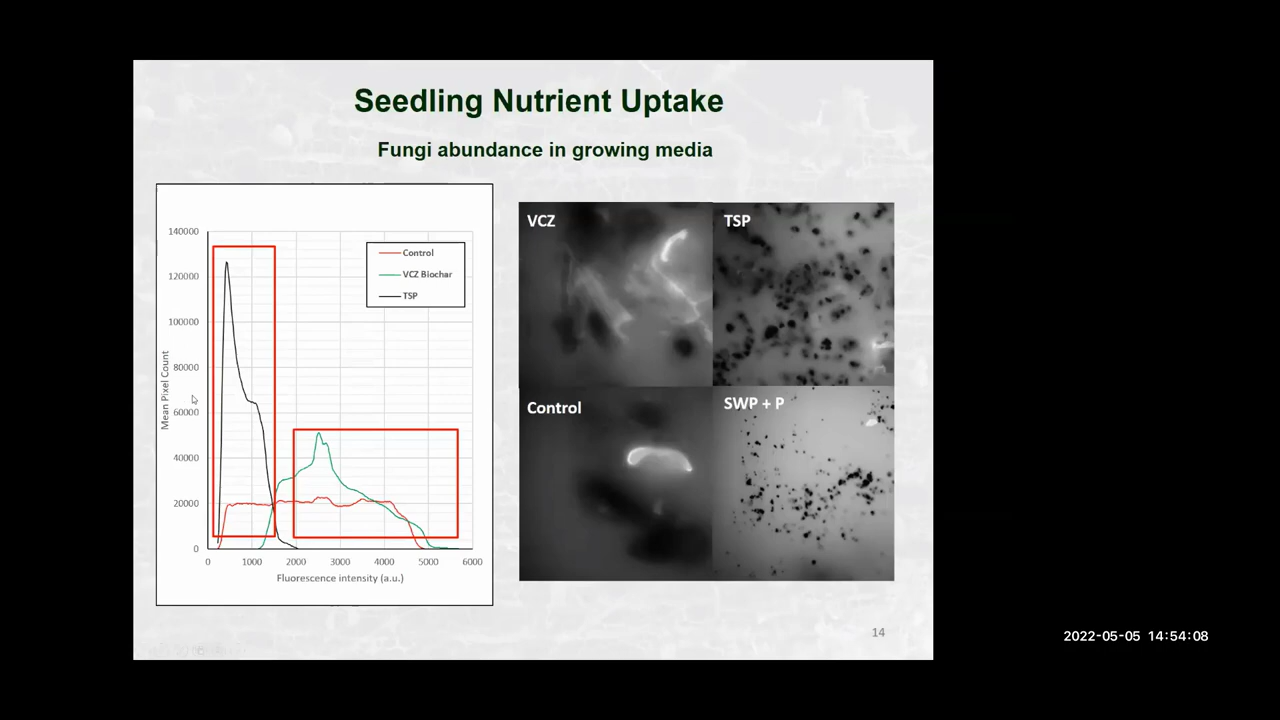 Seedling Nutrient Uptake
Fungi abundance in growing media
140000
120000
100000
80000
60000
40000
20000
0
Mean Pixel Count
0 1000 2000 3000 4000 5000 6000
Fluorescence intensity (a.u.)
Control
VCZ Biochar
TSP
VCZ
TSP
Control
SWP + P
14
2022-05-05 14:54:08